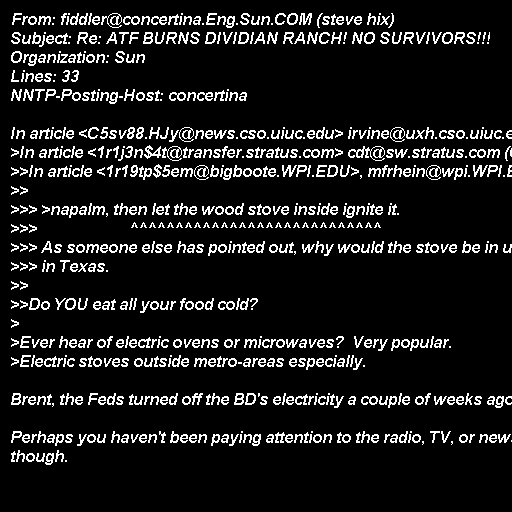 From: fiddler@concertina.Eng.Sun.COM (steve hix)
Subject: Re: ATF BURNS DIVIDIAN RANCH! NO SURVIVORS!!!
Organization: Sun
Lines: 33
NNTP-Posting-Host: concertina
In article <C5sv88.HJy@news.cso.uiuc.edu> irvine@uxh.cso.uiuc.e
>In article <1r1j3n$4t@transfer.stratus.com> cdt@sw.stratus.com (
>>In article <1r19tp$5em@bigboote.WPI.EDU>, mfrhein@wpi.WPI.E
>>
>>> >napalm, then let the wood stove inside ignite it.
>>> ^^^^^^^^^^^^^^^^^^^^^^^^^^^^
>>> As someone else has pointed out, why would the stove be in u
>>> in Texas.
>>
>>Do YOU eat all your food cold?
>
>Ever hear of electric ovens or microwaves?  Very popular.
>Electric stoves outside metro-areas especially.
Brent, the Feds turned off the BD's electricity a couple of weeks ago
Perhaps you haven't been paying attention to the radio, TV, or new
though.